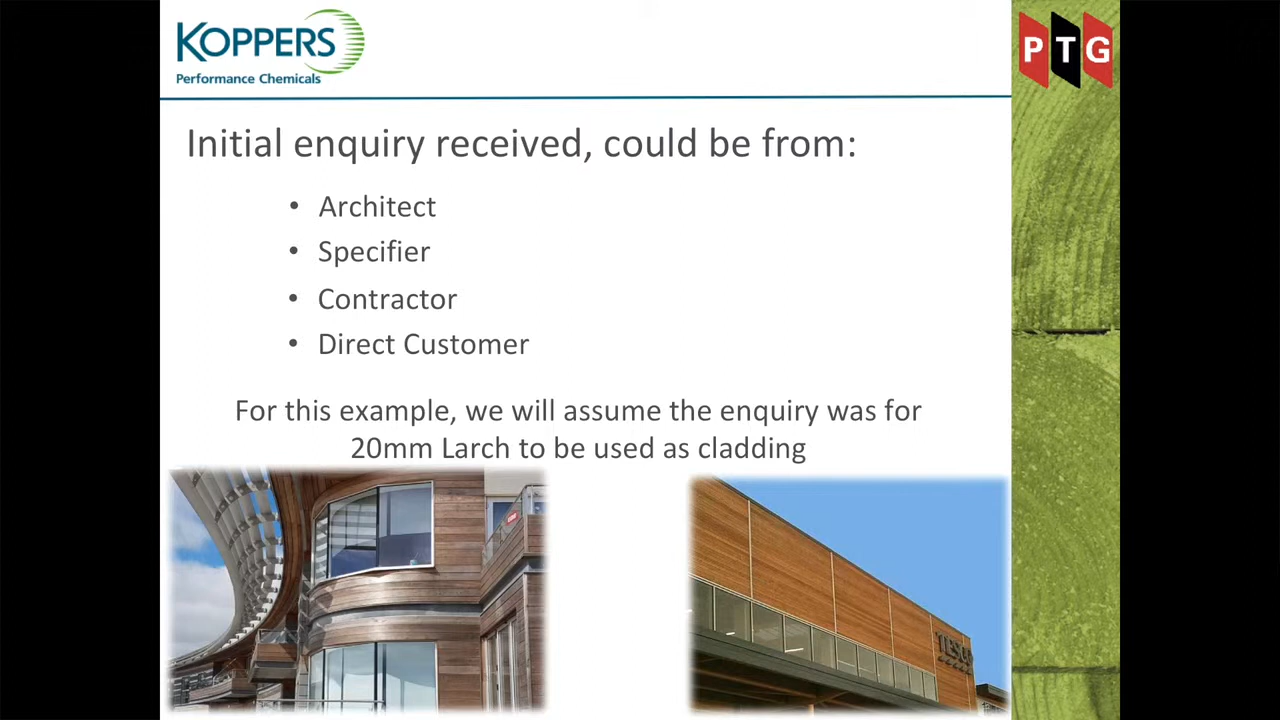 KOPPERS
Performance Chemicals
PTG
Initial enquiry received, could be from:
• Architect
• Specifier
• Contractor
• Direct Customer
For this example, we will assume the enquiry was for
20mm Larch to be used as cladding
TESCO